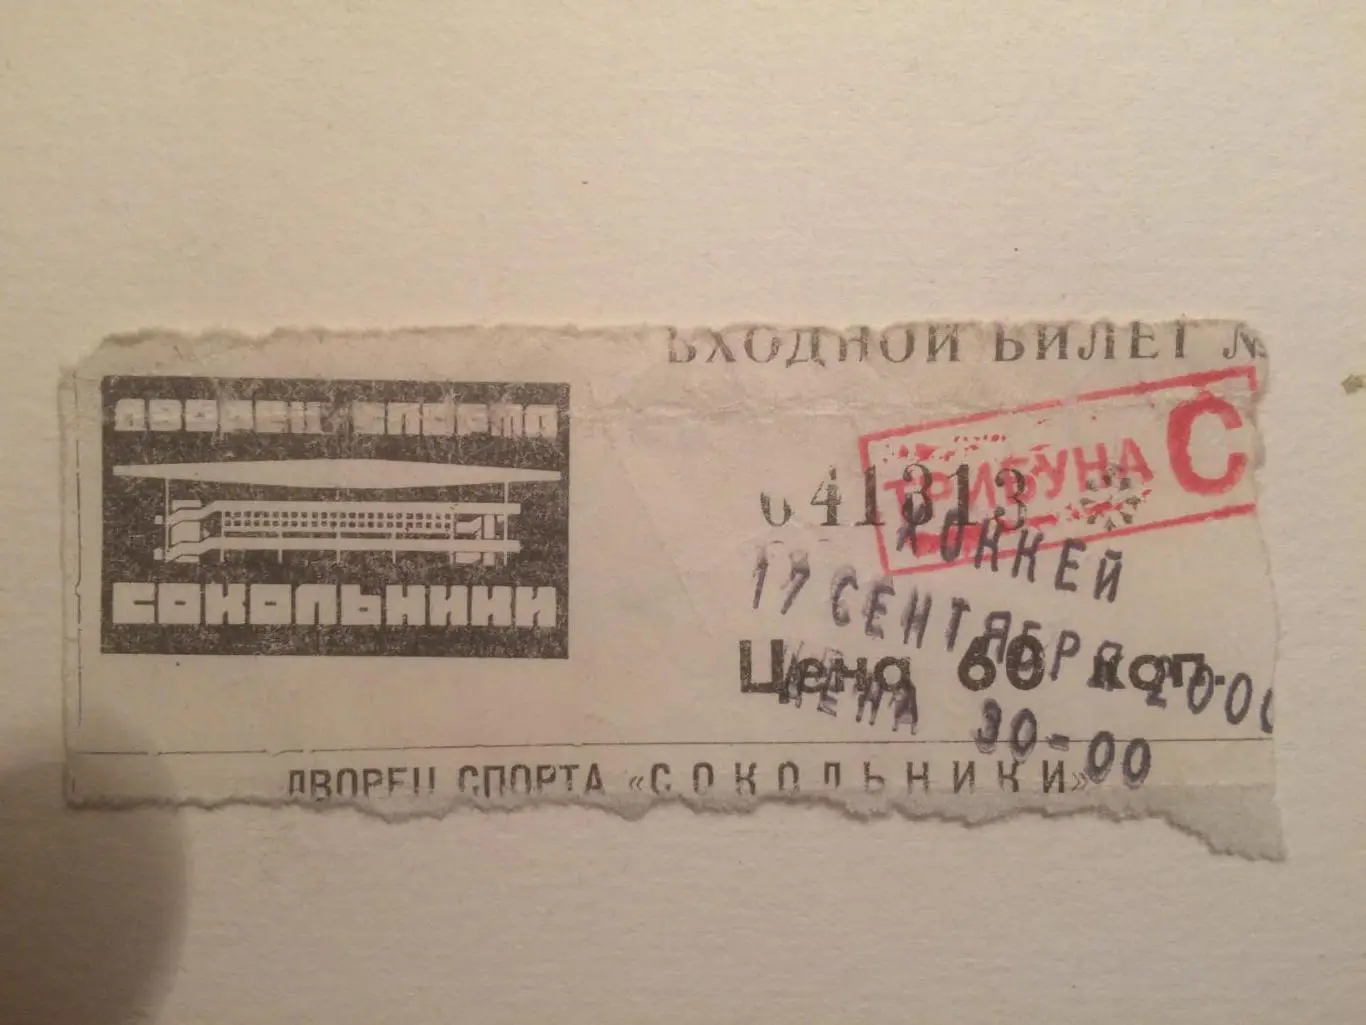 ДВОРЕЦ СПОРТА
СОКОЛЬНИКИ
ВХОДНОЙ БИЛЕТ №
ТРИБУНА С
041313
ХОККЕЙ
17 СЕНТЯБРЯ 2000
Цена 60 коп.
ЦЕНА 30-00
ДВОРЕЦ СПОРТА «СОКОЛЬНИКИ»